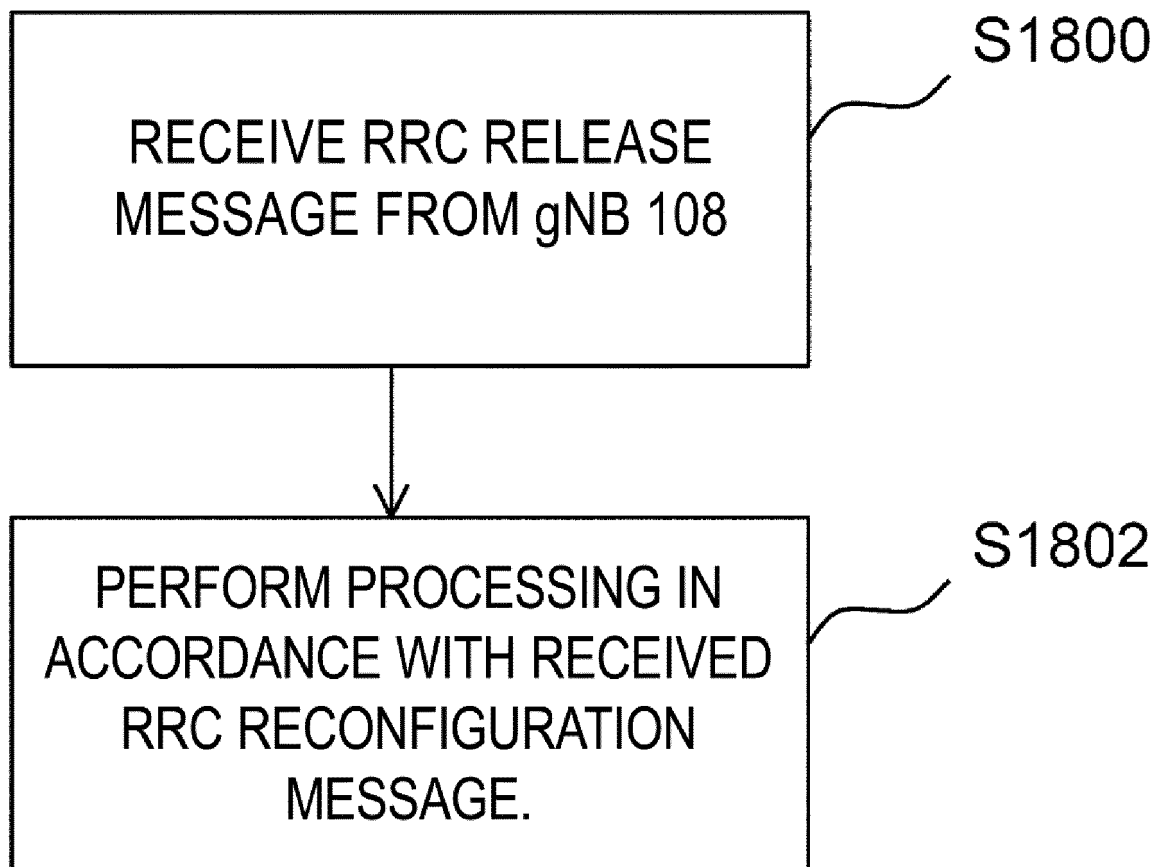 S1800
RECEIVE RRC RELEASE
MESSAGE FROM gNB 108
S1802
PERFORM PROCESSING IN
ACCORDANCE WITH RECEIVED
RRC RECONFIGURATION
MESSAGE.